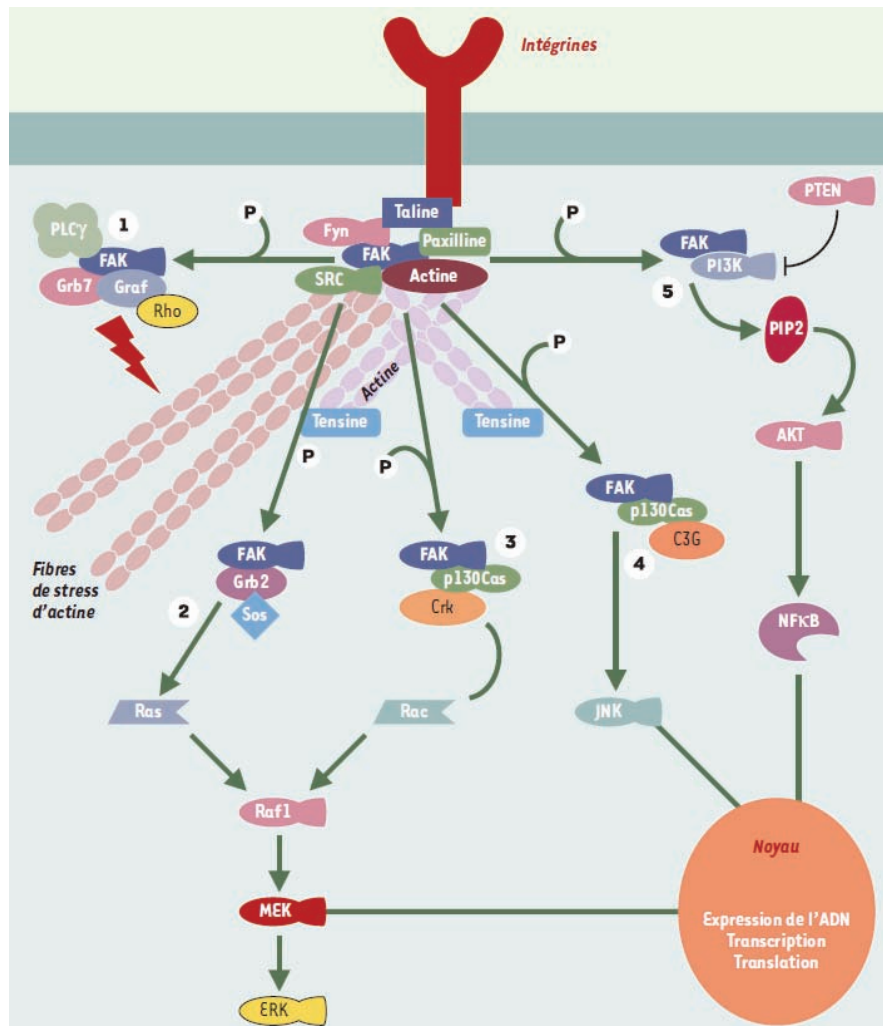 Intégrines
PTEN
Taline
P
P
PLCγ
1
Fyn
Paxilline
FAK
FAK
FAK
PI3K
Grb7
Graf
SRC
Actine
5
Rho
PIP2
Actine
P
Tensine
Tensine
AKT
P
P
FAK
p130Cas
C3G
FAK
Grb2
Sos
FAK
3
p130Cas
Crk
4
Fibres
de stress
d'actine
2
NFκB
Ras
Rac
JNK
Raf1
Noyau
MEK
Expression de l'ADN
Transcription
Translation
ERK